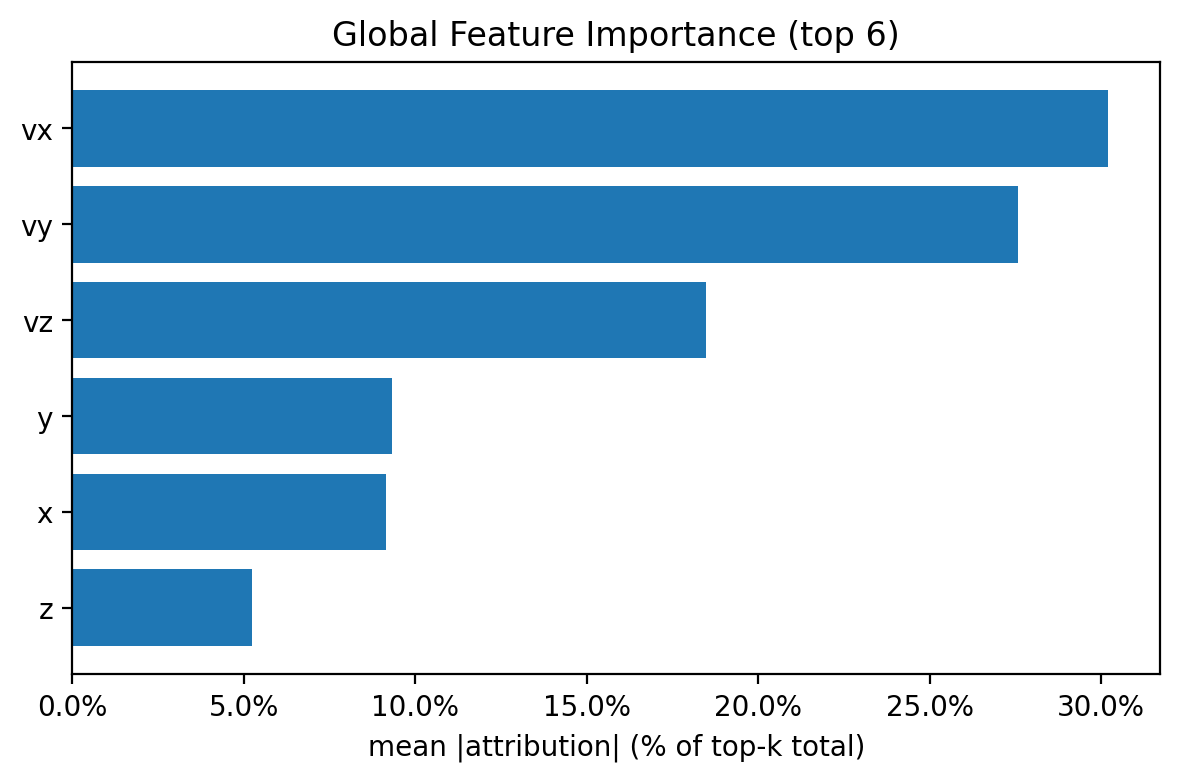 Global Feature Importance (top 6)
vx
vy
vz
y
x
z
0.0% 5.0% 10.0% 15.0% 20.0% 25.0% 30.0%
mean |attribution| (% of top-k total)